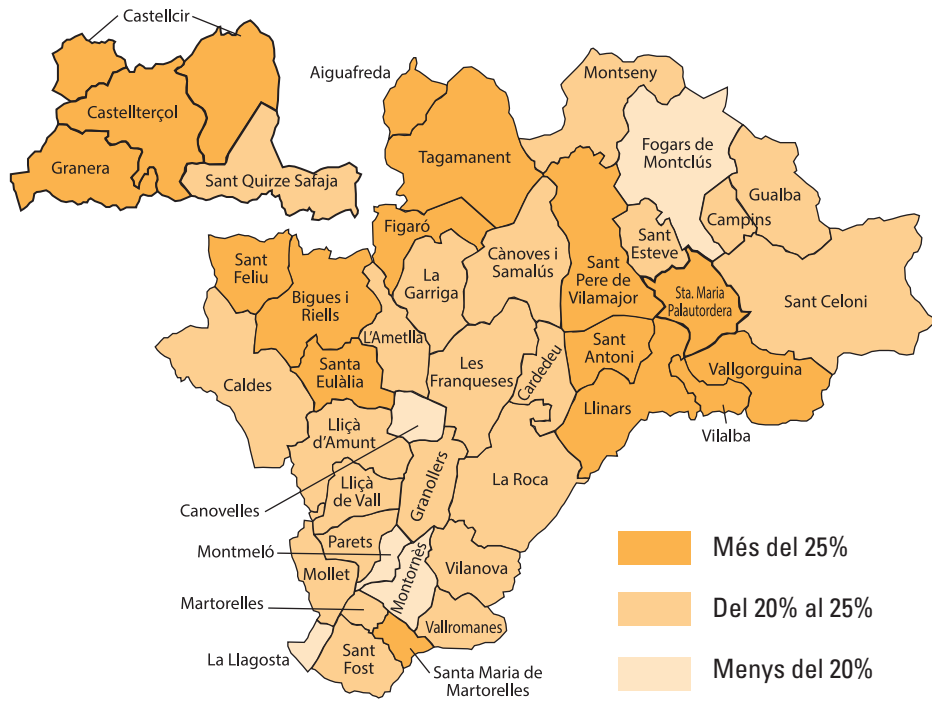 Castellcir
Castellterçol
Granera
Sant Quirze Safaja
Aiguafreda
Montseny
Tagamanent
Fogars de
Montclús
Gualba
Campins
Figaró
Sant
Esteve
Cànoves i
Samalús
La
Garriga
Sant
Pere de
Vilamajor
Sant
Feliu
Bigues i
Riells
Sta. Maria
Palautordera
Sant Celoni
L'Ametlla
Sant
Antoni
Les
Franqueses
Cardedeu
Santa
Eulàlia
Vallgorguina
Caldes
Llinars
Vilalba
Lliçà
d'Amunt
Granollers
La Roca
Lliçà
de Vall
Canovelles
Parets
Montmeló
Montornès
Vilanova
Mollet
Martorelles
Vallromanes
La Llagosta
Sant
Fost
Santa Maria de
Martorelles
Més del 25%
Del 20% al 25%
Menys del 20%